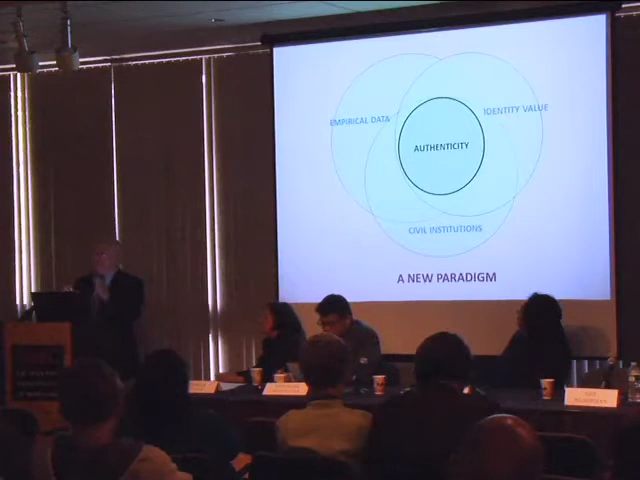 EMPIRICAL DATA
IDENTITY VALUE
AUTHENTICITY
CIVIL INSTITUTIONS
A NEW PARADIGM